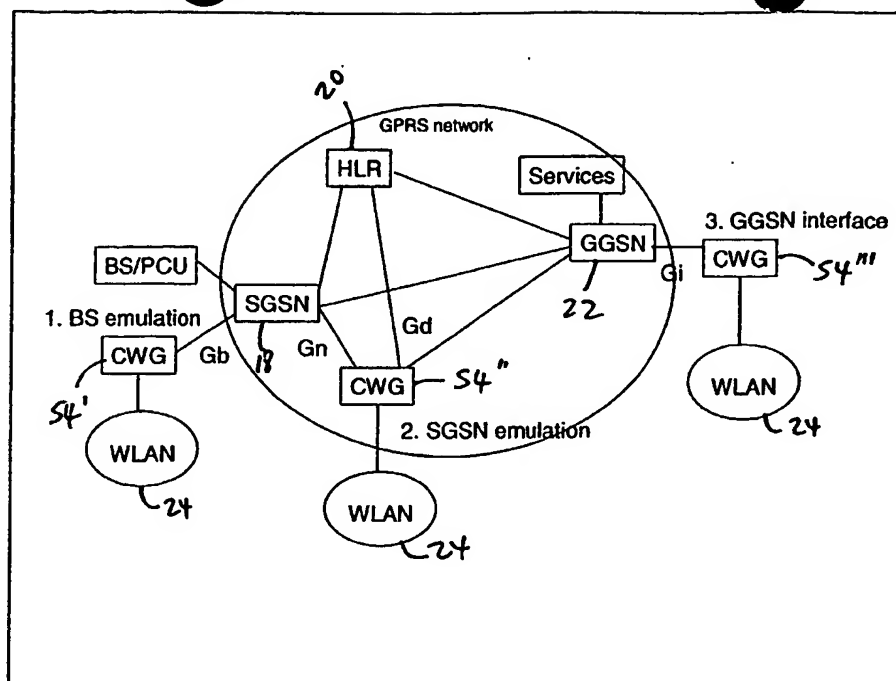 20
GPRS network
HLR
Services
3. GGSN interface
BS/PCU
GGSN
CWG
54'''
Gi
22
SGSN
1. BS emulation
18
Gd
Gb
Gn
CWG
54'
CWG
54''
WLAN
24
2. SGSN emulation
WLAN
24
WLAN
24